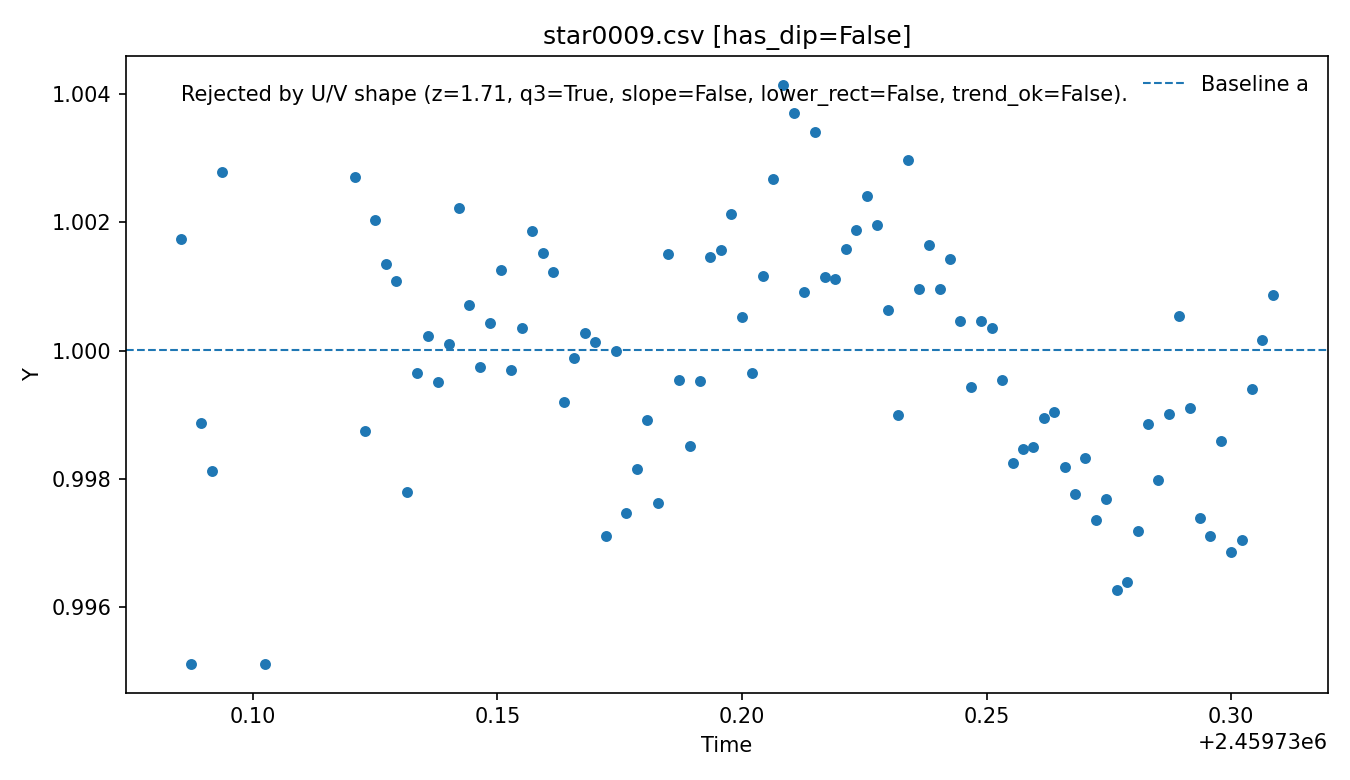 star0009.csv [has_dip=False]
Rejected by U/V shape (z=1.71, q3=True, slope=False, lower_rect=False, trend_ok=False).
Baseline a
1.004
1.002
1.000
0.998
0.996
Y
0.10 0.15 0.20 0.25 0.30
Time
+2.45973e6